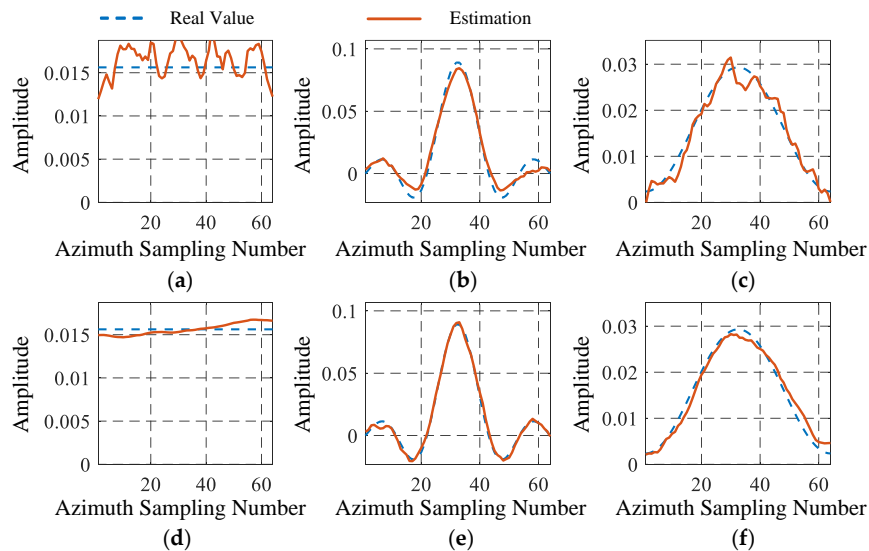 Real Value
Estimation
Amplitude
0.015
0.01
0.005
0
20
40
60
Azimuth Sampling Number
(a)
Amplitude
0.1
0.05
0
20
40
60
Azimuth Sampling Number
(b)
Amplitude
0.03
0.02
0.01
0
20
40
60
Azimuth Sampling Number
(c)
Amplitude
0.015
0.01
0.005
0
20
40
60
Azimuth Sampling Number
(d)
Amplitude
0.1
0.05
0
20
40
60
Azimuth Sampling Number
(e)
Amplitude
0.03
0.02
0.01
0
20
40
60
Azimuth Sampling Number
(f)